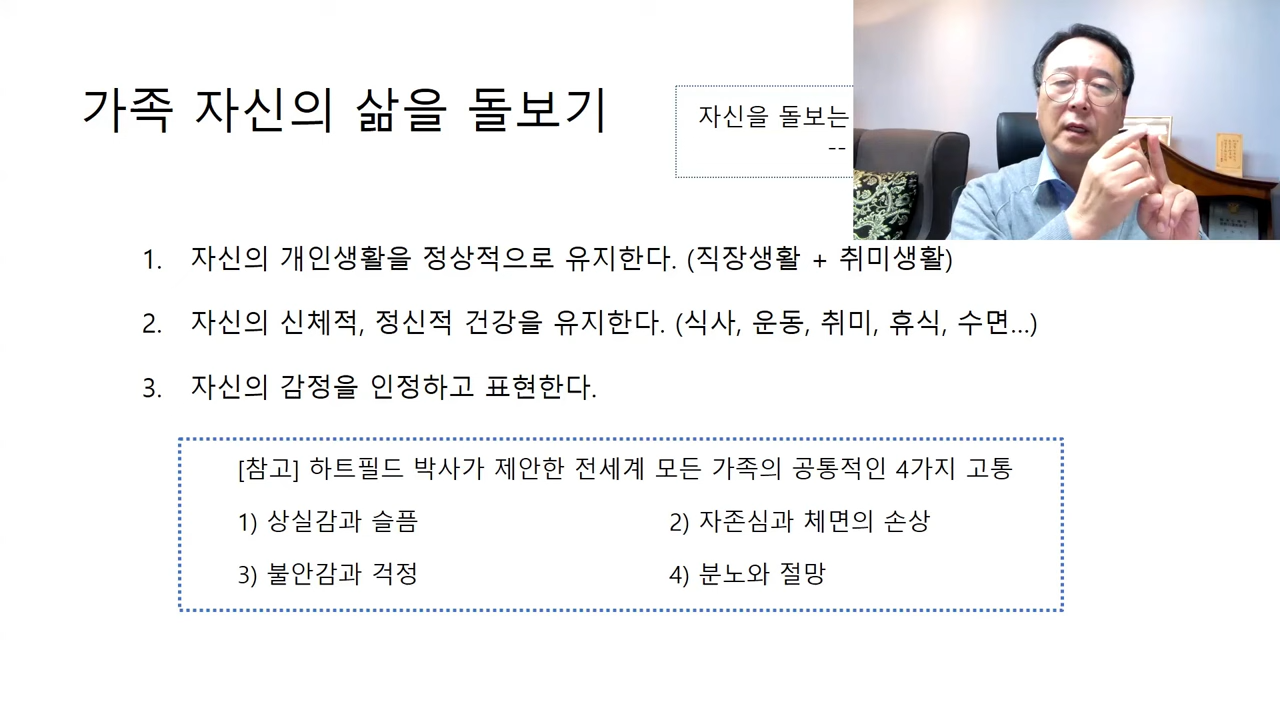 가족 자신의 삶을 돌보기
자신을 돌보는
--
1. 자신의 개인생활을 정상적으로 유지한다. (직장생활 + 취미생활)
2. 자신의 신체적, 정신적 건강을 유지한다. (식사, 운동, 취미, 휴식, 수면...)
3. 자신의 감정을 인정하고 표현한다.
[참고] 하트필드 박사가 제안한 전세계 모든 가족의 공통적인 4가지 고통
1) 상실감과 슬픔
2) 자존심과 체면의 손상
3) 불안감과 걱정
4) 분노와 절망